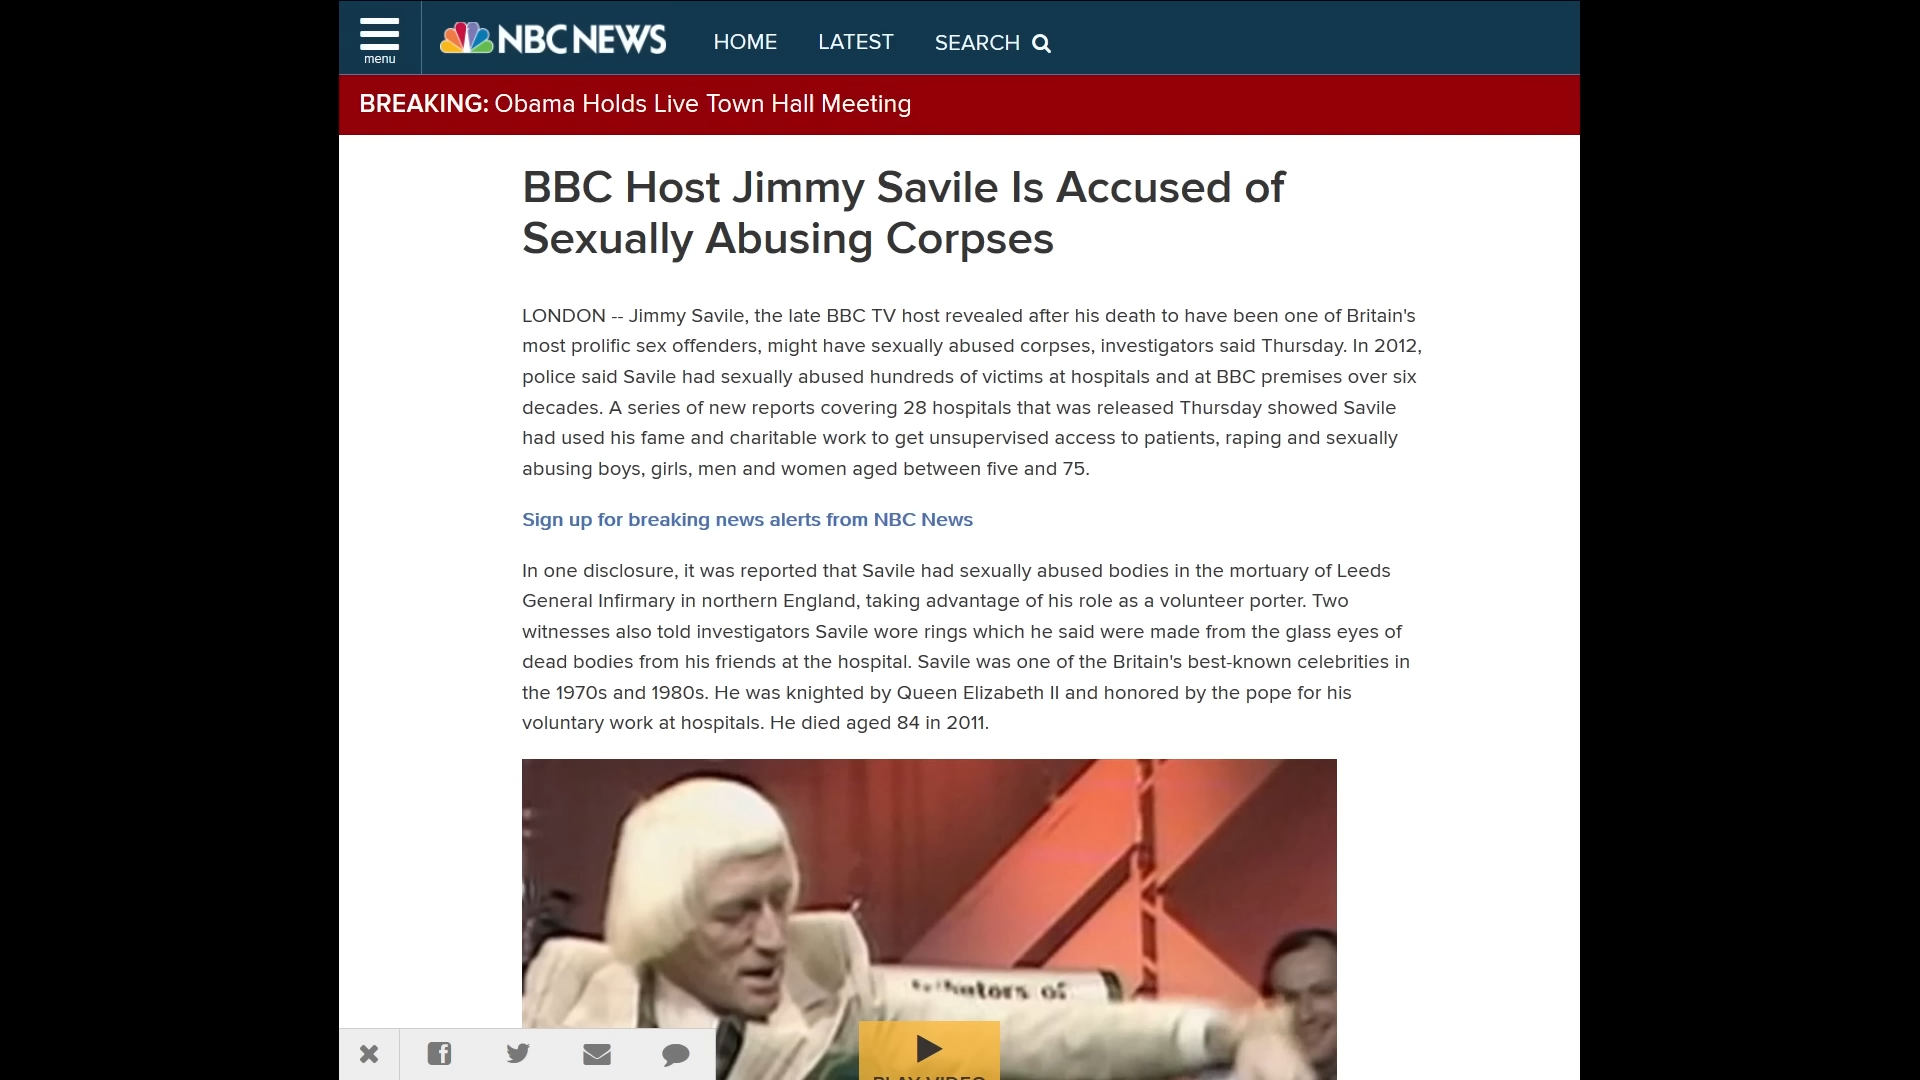 menu
NBC NEWS
HOME
LATEST
SEARCH
BREAKING: Obama Holds Live Town Hall Meeting
BBC Host Jimmy Savile Is Accused of
Sexually Abusing Corpses
LONDON -- Jimmy Savile, the late BBC TV host revealed after his death to have been one of Britain's
most prolific sex offenders, might have sexually abused corpses, investigators said Thursday. In 2012,
police said Savile had sexually abused hundreds of victims at hospitals and at BBC premises over six
decades. A series of new reports covering 28 hospitals that was released Thursday showed Savile
had used his fame and charitable work to get unsupervised access to patients, raping and sexually
abusing boys, girls, men and women aged between five and 75.
Sign up for breaking news alerts from NBC News
In one disclosure, it was reported that Savile had sexually abused bodies in the mortuary of Leeds
General Infirmary in northern England, taking advantage of his role as a volunteer porter. Two
witnesses also told investigators Savile wore rings which he said were made from the glass eyes of
dead bodies from his friends at the hospital. Savile was one of the Britain's best-known celebrities in
the 1970s and 1980s. He was knighted by Queen Elizabeth II and honored by the pope for his
voluntary work at hospitals. He died aged 84 in 2011.
of
PLAY VIDEO